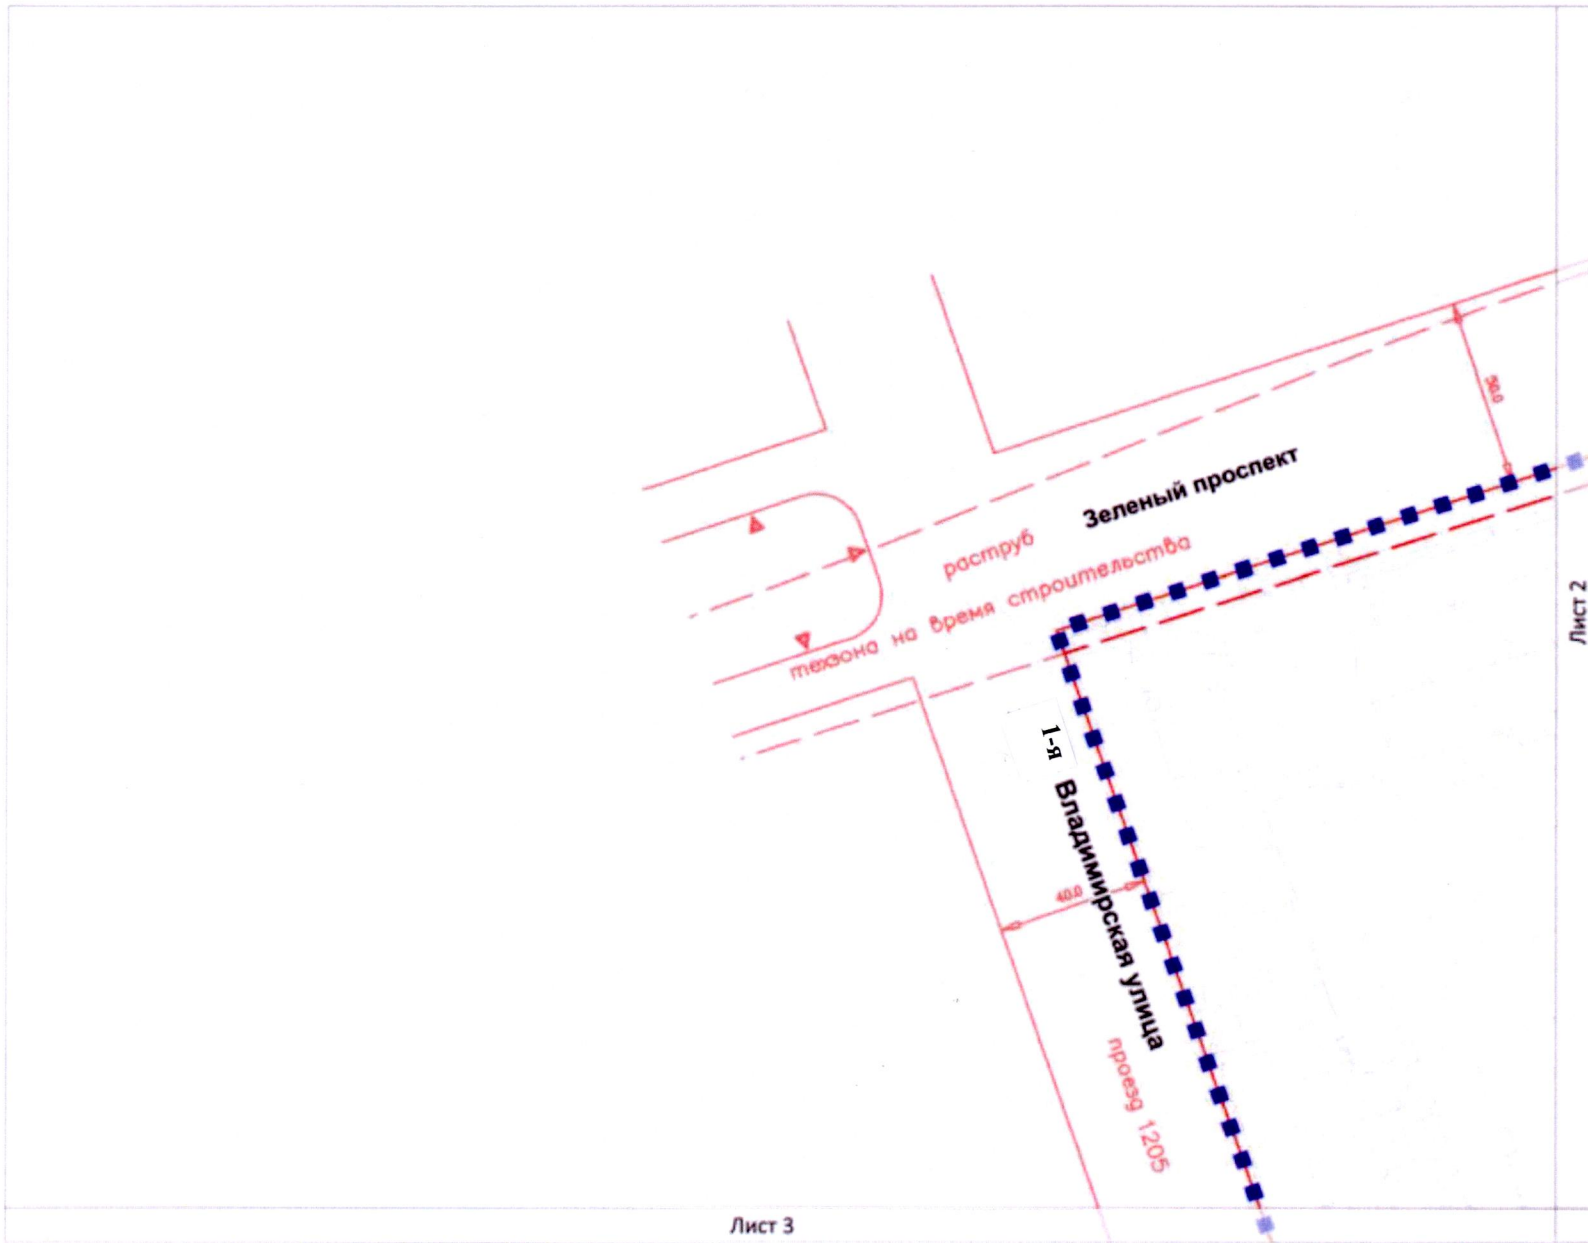 50.0
Зеленый проспект
раструб
техзона на время строительства
Лист 2
1-я
Владимирская улица
40.0
проезд 1205
Лист 3